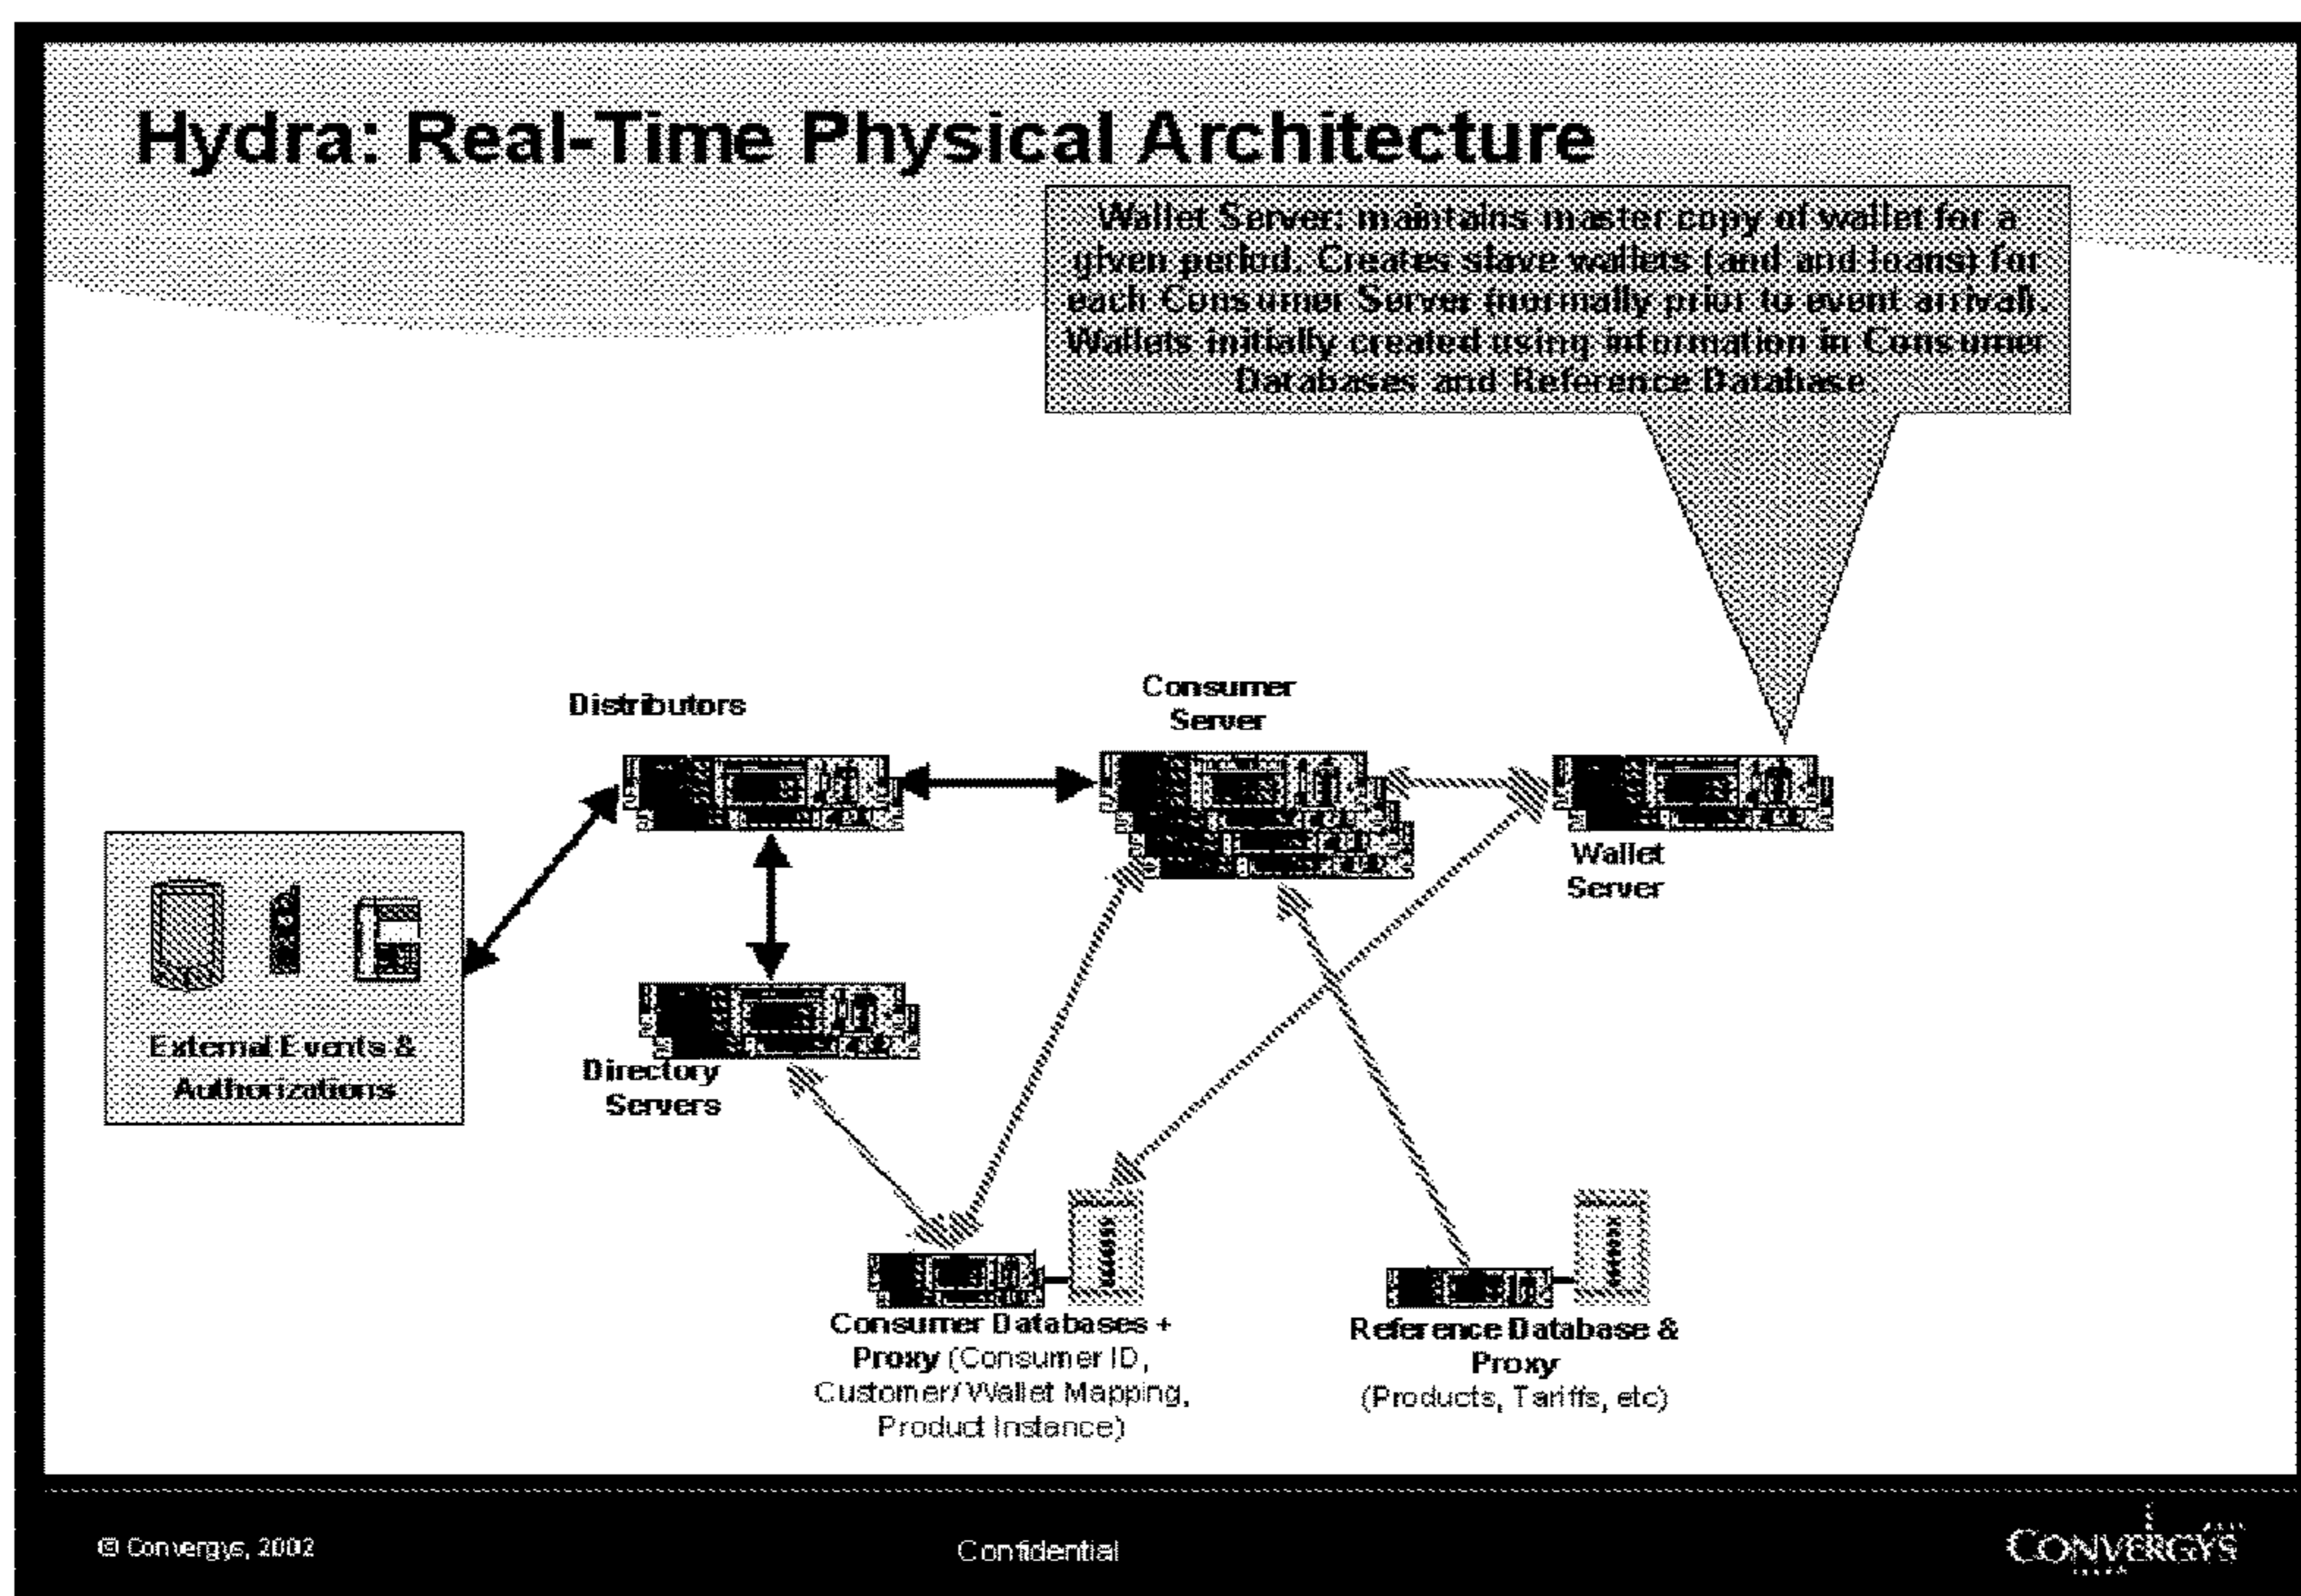 Hydra: Real-Time Physical Architecture
Wallet Server: maintains master copy of wallet for a
given period. Creates slave wallets (and and loans) for
each Consumer Server (normally prior to event arrival).
Wallets initially created using information in Consumer
Databases and Reference Database
Distributors
Consumer
Server
Wallet
Server
External Events &
Authorizations
Directory
Servers
Consumer Databases +
Proxy (Consumer ID,
Customer/Wallet Mapping,
Product Instance)
Reference Database &
Proxy
(Products, Tariffs, etc)
© Convergys, 2002
Confidential
CONVERGYS